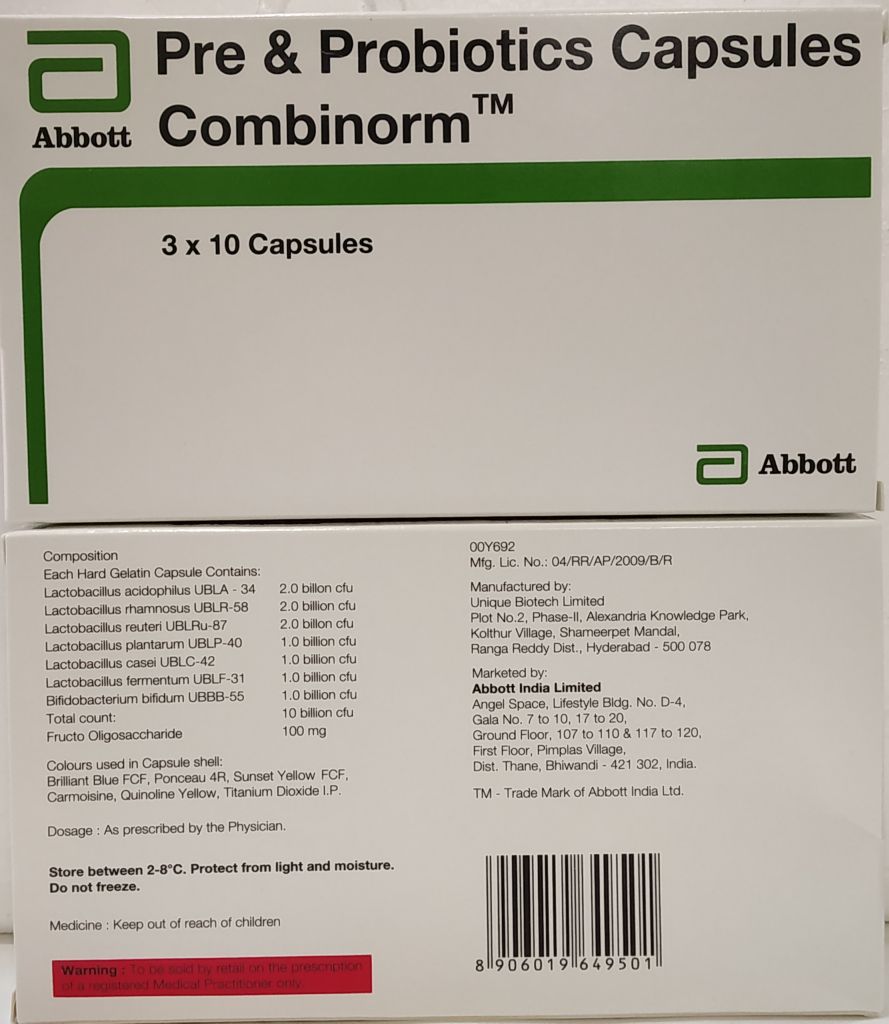 Pre & Probiotics Capsules
Combinorm™
Abbott
3 x 10 Capsules
Abbott
Composition
Each Hard Gelatin Capsule Contains:
Lactobacillus acidophilus UBLA - 34 2.0 billon cfu
Lactobacillus rhamnosus UBLR-58 2.0 billion cfu
Lactobacillus reuteri UBLRu-87 2.0 billon cfu
Lactobacillus plantarum UBLP-40 1.0 billion cfu
Lactobacillus casei UBLC-42 1.0 billion cfu
Lactobacillus fermentum UBLF-31 1.0 billion cfu
Bifidobacterium bifidum UBBB-55 1.0 billion cfu
Total count: 10 billion cfu
Fructo Oligosaccharide 100 mg
Colours used in Capsule shell:
Brilliant Blue FCF, Ponceau 4R, Sunset Yellow FCF,
Carmoisine, Quinoline Yellow, Titanium Dioxide I.P.
Dosage : As prescribed by the Physician.
Store between 2-8°C. Protect from light and moisture.
Do not freeze.
Medicine : Keep out of reach of children
Warning : To be sold by retail on the prescription
of a registered Medical Practitioner only.
00Y692
Mfg. Lic. No.: 04/RR/AP/2009/B/R
Manufactured by:
Unique Biotech Limited
Plot No.2, Phase-II, Alexandria Knowledge Park,
Kolthur Village, Shameerpet Mandal,
Ranga Reddy Dist., Hyderabad - 500 078
Marketed by:
Abbott India Limited
Angel Space, Lifestyle Bldg. No. D-4,
Gala No. 7 to 10, 17 to 20,
Ground Floor, 107 to 110 & 117 to 120,
First Floor, Pimplas Village,
Dist. Thane, Bhiwandi - 421 302, India.
TM - Trade Mark of Abbott India Ltd.
8 906019 649501